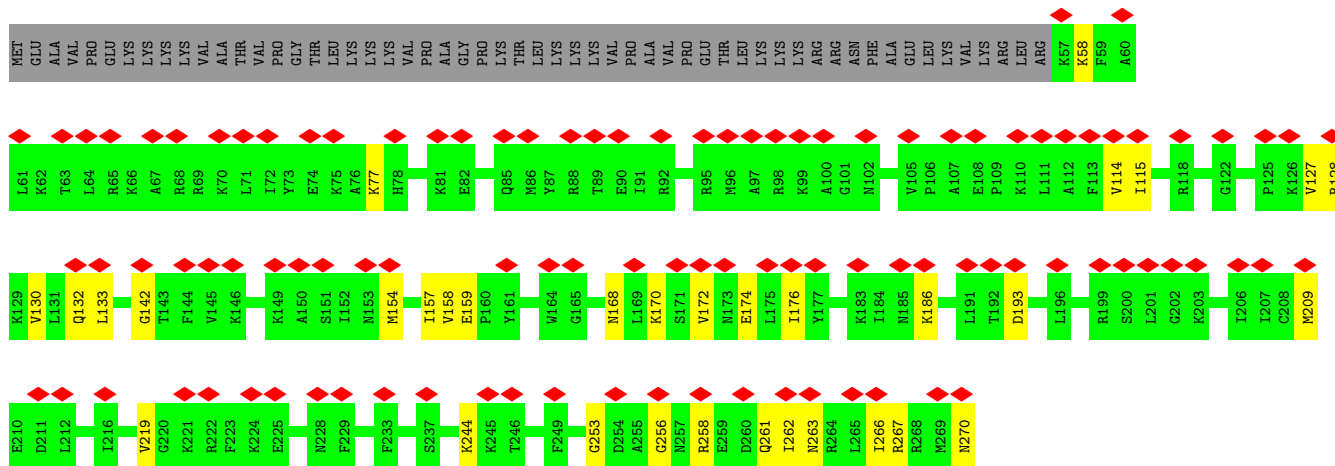 MET GLU ALA VAL PRO GLU LYS LYS LYS LYS VAL ALA THR VAL PRO GLY THR LEU LYS LYS LYS VAL PRO ALA GLY PRO LYS THR LEU LYS LYS LYS VAL PRO ALA VAL PRO GLU THR LEU LYS LYS LYS ARG ARG ASN PHE ALA GLU LEU LYS VAL LYS ARG LEU ARG K57 K58 F59 A60
L61 K62 T63 L64 R65 K66 A67 R68 R69 K70 L71 I72 Y73 E74 K75 A76 K77 H78 K81 E82 Q85 M86 Y87 R88 T89 E90 I91 R92 R95 M96 A97 R98 K99 A100 G101 N102 V105 P106 A107 E108 P109 K110 L111 A112 F113 V114 I115 R118 G122 P125 K126 V127 R128
K129 V130 L131 Q132 L133 G142 T143 F144 V145 K146 K149 A150 S151 I152 N153 M154 I157 V158 E159 P160 Y161 W164 G165 N168 L169 K170 S171 V172 N173 E174 L175 I176 Y177 K183 I184 N185 K186 L191 T192 D193 L196 R199 S200 L201 G202 K203 I206 I207 C208 M209
E210 D211 L212 I216 V219 G220 K221 R222 F223 K224 E225 N228 F229 F233 S237 K244 K245 T246 F249 G253 D254 A255 G256 N257 R258 E259 D260 Q261 I262 N263 R264 L265 I266 R267 R268 M269 N270